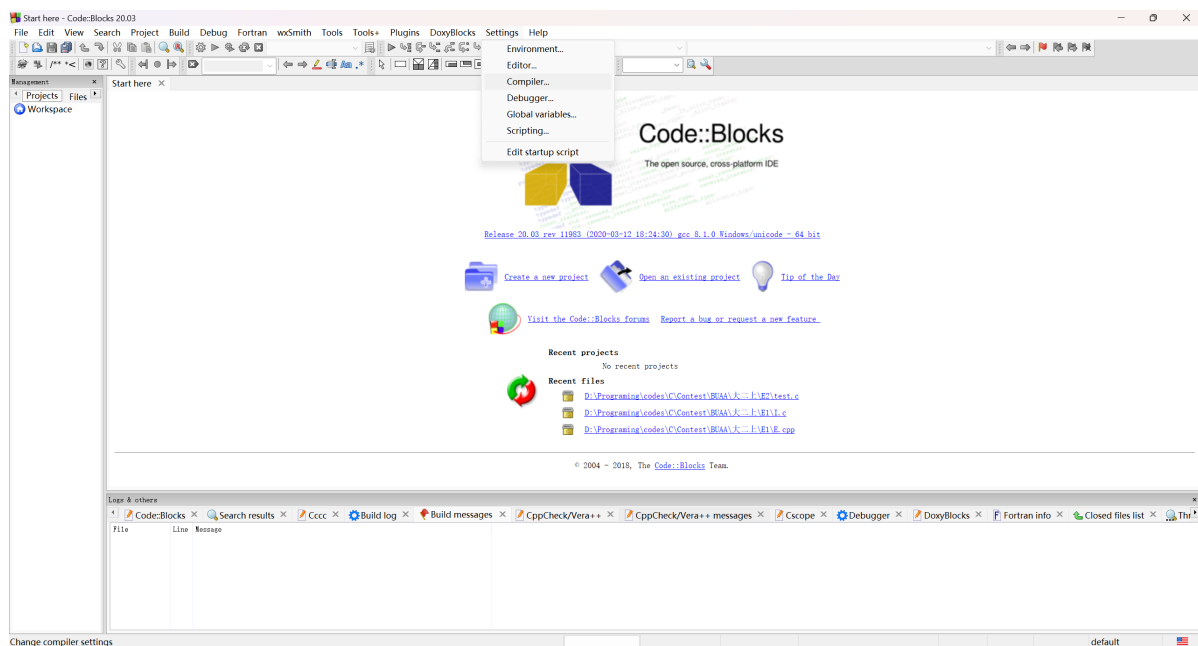 Start here - Code::Blocks 20.03
File Edit View Search Project Build Debug Fortran wxSmith Tools Tools+ Plugins DoxyBlocks Settings Help
/** *<
Management
Projects Files
Workspace
Start here
Environment...
Editor...
Compiler...
Debugger...
Global variables...
Scripting...
Edit startup script
Code::Blocks
The open source, cross-platform IDE
Release 20.03 rev 11983 (2020-03-12 18:24:30) gcc 8.1.0 Windows/unicode - 64 bit
Create a new project Open an existing project Tip of the Day
Visit the Code::Blocks forums Report a bug or request a new feature
Recent projects
No recent projects
Recent files
D:\Programing\codes\C\Contest\BUAA\大二上\E2\test.c
D:\Programing\codes\C\Contest\BUAA\大二上\E1\I.c
D:\Programing\codes\C\Contest\BUAA\大二上\E1\E.cpp
© 2004 - 2018, The Code::Blocks Team.
Logs & others
Code::Blocks Search results Cccc Build log Build messages CppCheck/Vera++ CppCheck/Vera++ messages Cscope Debugger DoxyBlocks Fortran info Closed files list
File Line Message
Change compiler settings default